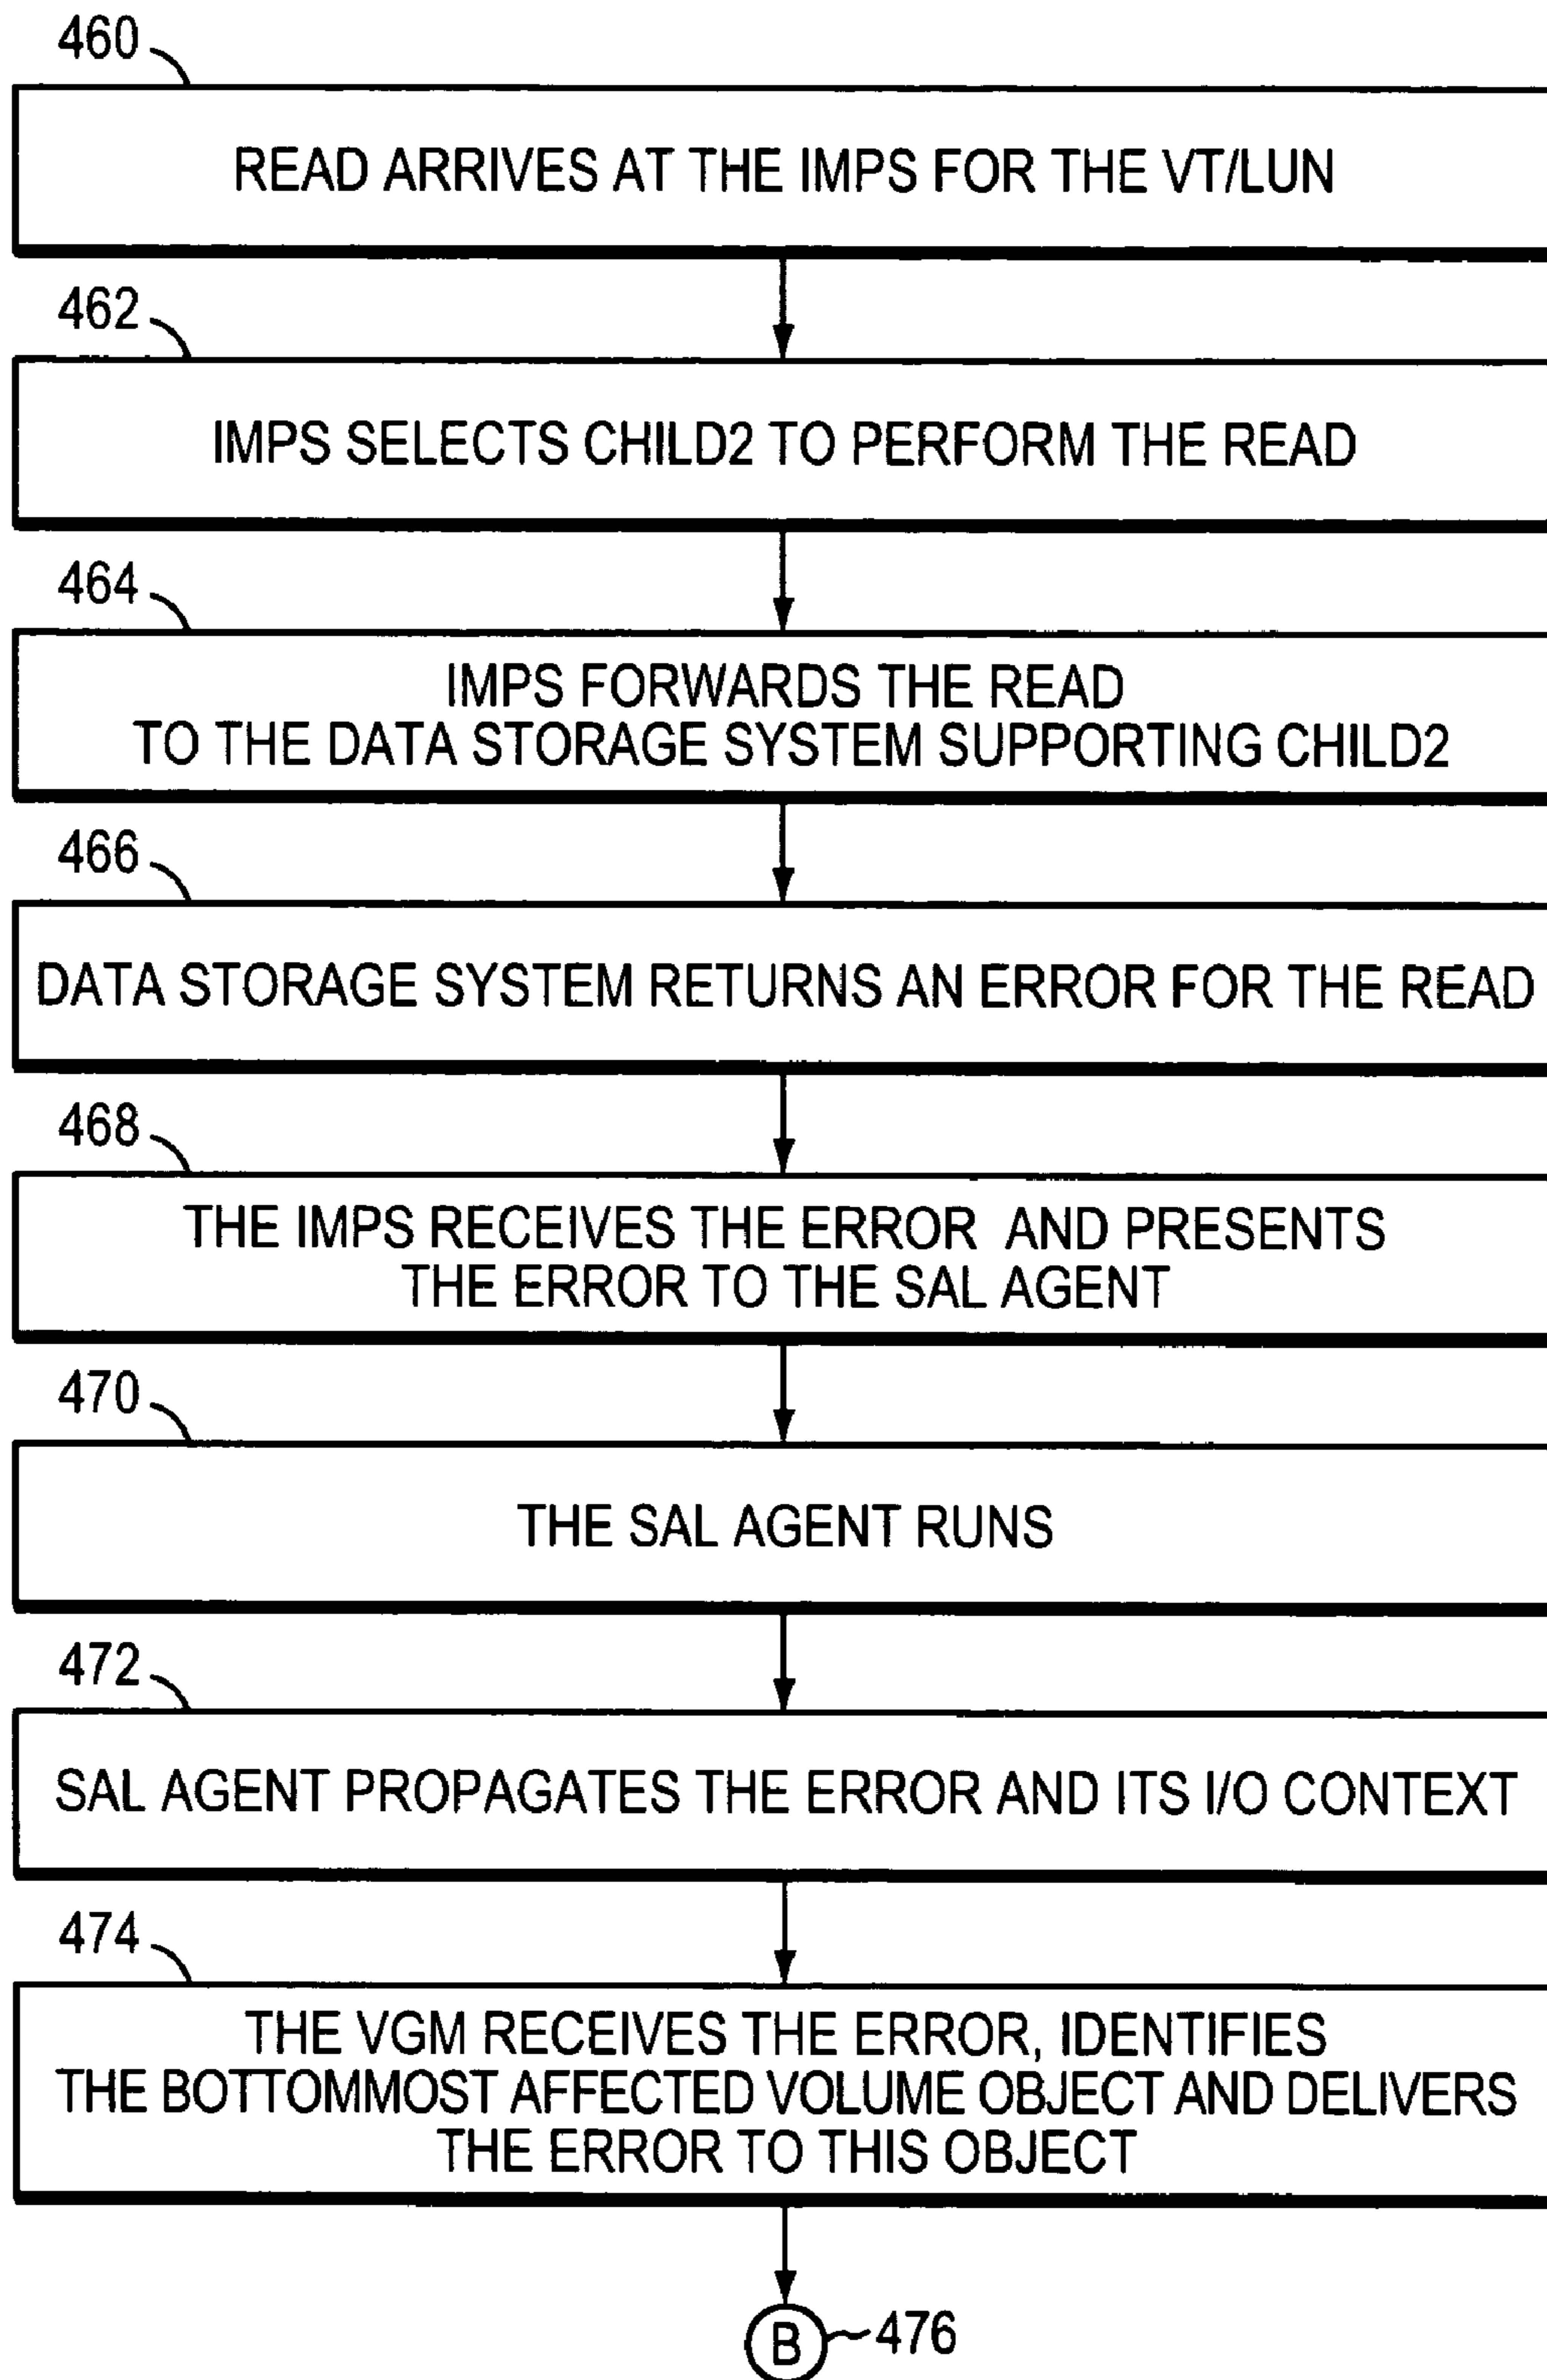 460
READ ARRIVES AT THE IMPS FOR THE VT/LUN
462
IMPS SELECTS CHILD2 TO PERFORM THE READ
464
IMPS FORWARDS THE READ
TO THE DATA STORAGE SYSTEM SUPPORTING CHILD2
466
DATA STORAGE SYSTEM RETURNS AN ERROR FOR THE READ
468
THE IMPS RECEIVES THE ERROR AND PRESENTS
THE ERROR TO THE SAL AGENT
470
THE SAL AGENT RUNS
472
SAL AGENT PROPAGATES THE ERROR AND ITS I/O CONTEXT
474
THE VGM RECEIVES THE ERROR, IDENTIFIES
THE BOTTOMMOST AFFECTED VOLUME OBJECT AND DELIVERS
THE ERROR TO THIS OBJECT
B 476